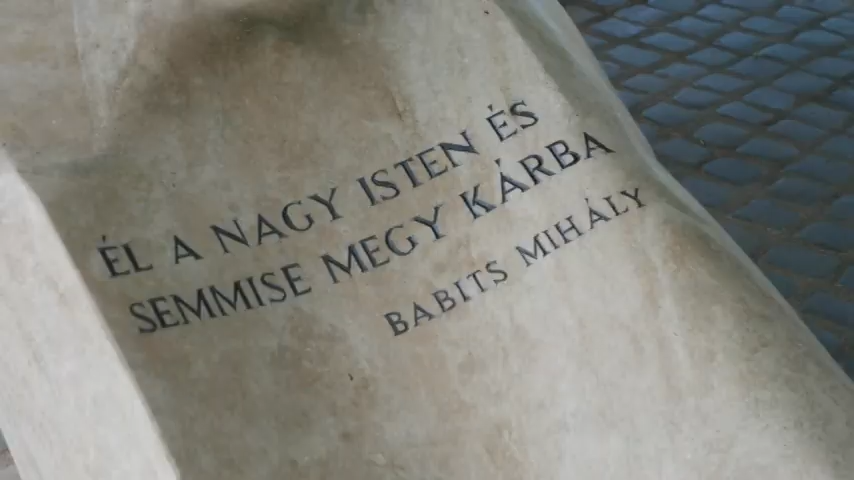 ÉL A NAGY ISTEN ÉS
SEMMISE MEGY KÁRBA
BABITS MIHÁLY